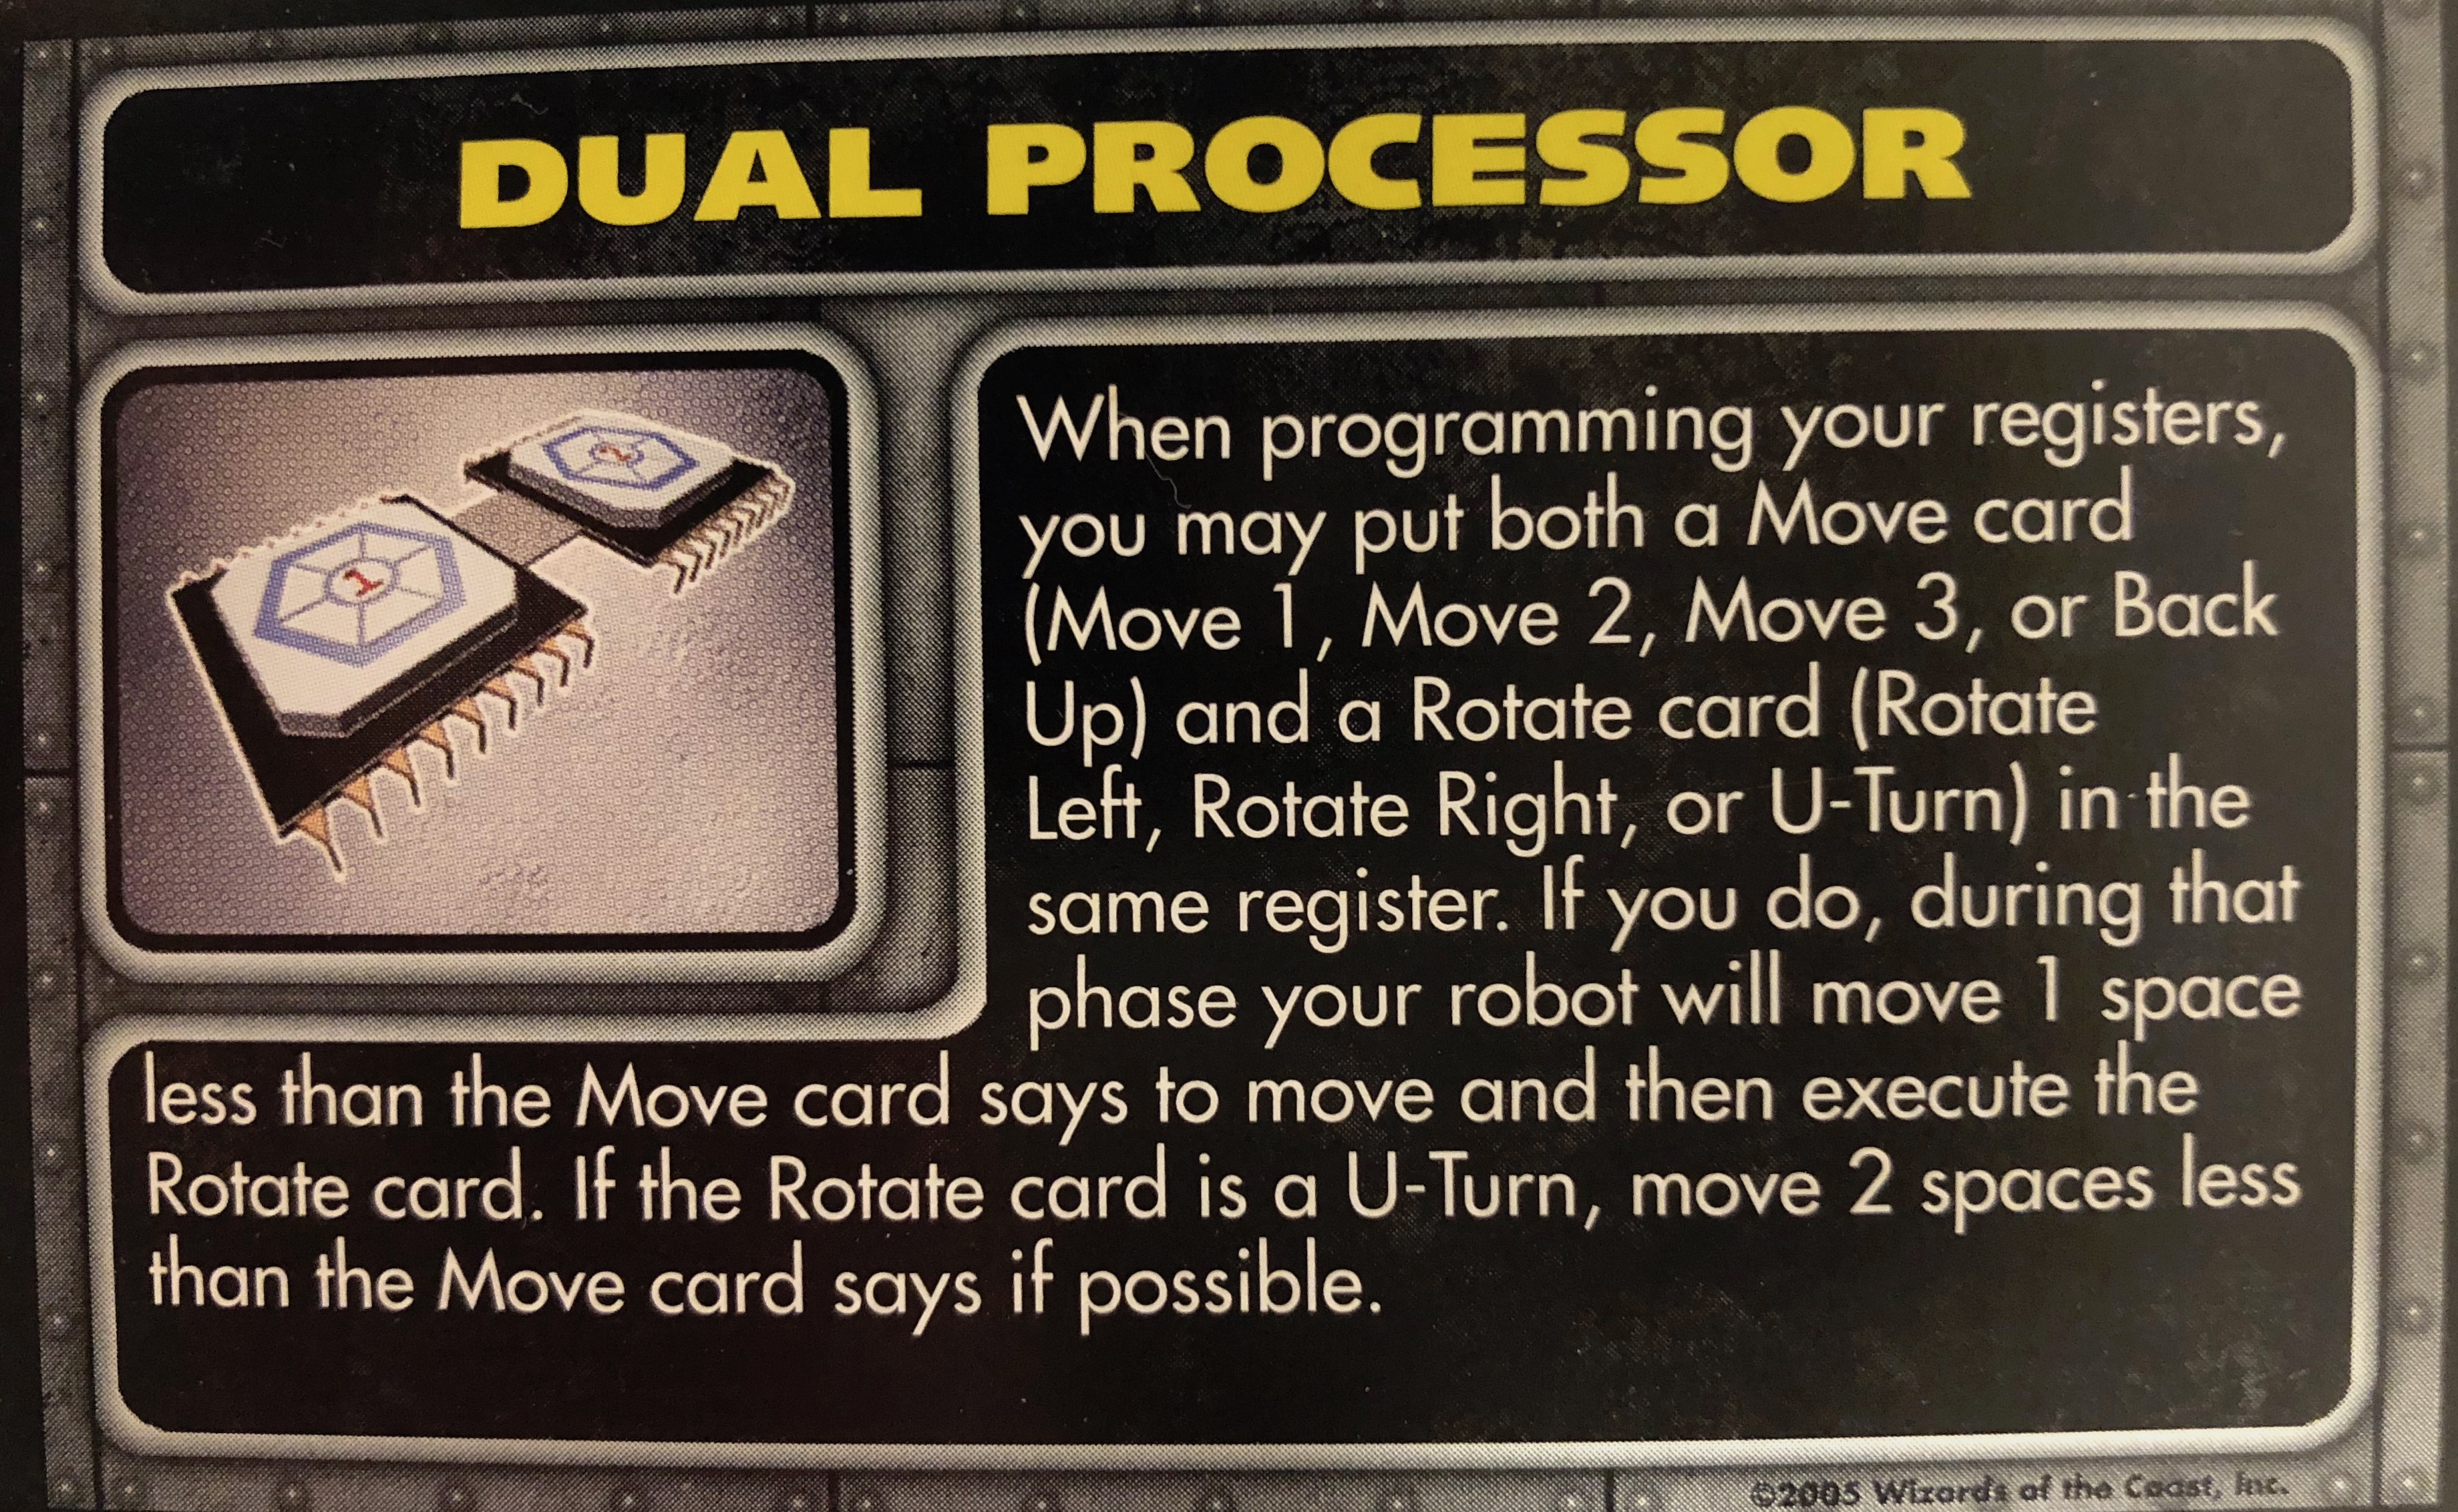 DUAL PROCESSOR
1
2
When programming your registers,
you may put both a Move card
(Move 1, Move 2, Move 3, or Back
Up) and a Rotate card (Rotate
Left, Rotate Right, or U-Turn) in the
same register. If you do, during that
phase your robot will move 1 space
less than the Move card says to move and then execute the
Rotate card. If the Rotate card is a U-Turn, move 2 spaces less
than the Move card says if possible.
©2005 Wizards of the Coast, Inc.